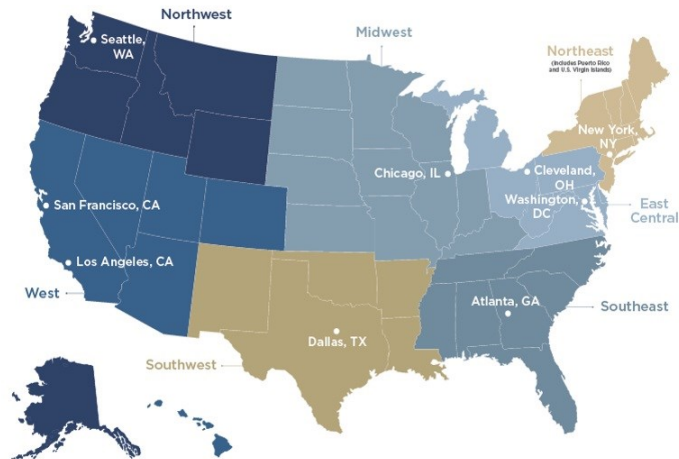 Northwest
Seattle,
WA
Midwest
Northeast
(Includes Puerto Rico
and U.S. Virgin Islands)
New York,
NY
Chicago, IL
Cleveland,
OH
Washington,
DC
East
Central
San Francisco, CA
Los Angeles, CA
West
Atlanta, GA
Southeast
Dallas, TX
Southwest